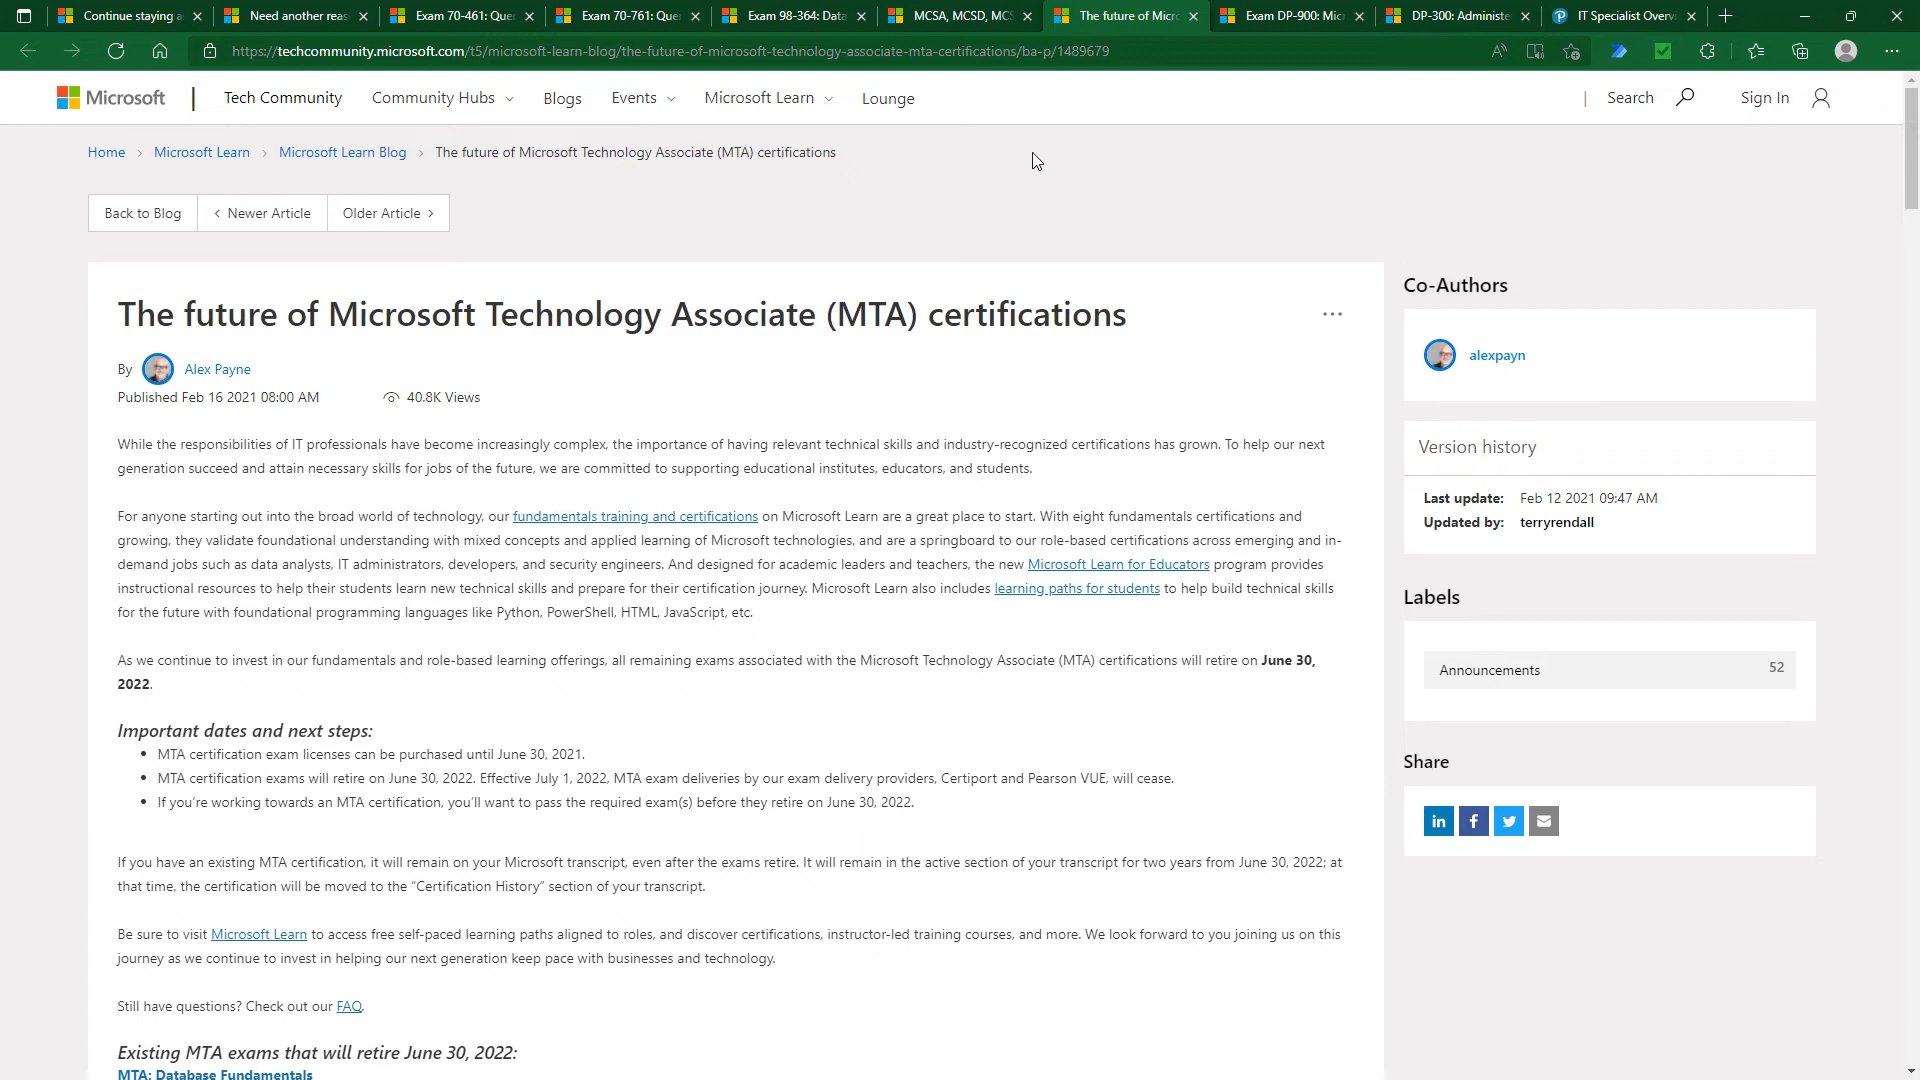 Continue staying a
Need another reas
Exam 70-461: Que
Exam 70-761: Que
Exam 98-364: Data
MCSA, MCSD, MCS
The future of Micr
Exam DP-900: Mic
DP-300: Administe
IT Specialist Overv
https://techcommunity.microsoft.com/t5/microsoft-learn-blog/the-future-of-microsoft-technology-associate-mta-certifications/ba-p/1489679
Microsoft
Tech Community
Community Hubs
Blogs
Events
Microsoft Learn
Lounge
Search
Sign In
Home > Microsoft Learn > Microsoft Learn Blog > The future of Microsoft Technology Associate (MTA) certifications
Back to Blog
< Newer Article
Older Article >
The future of Microsoft Technology Associate (MTA) certifications
By Alex Payne
Published Feb 16 2021 08:00 AM
40.8K Views
While the responsibilities of IT professionals have become increasingly complex, the importance of having relevant technical skills and industry-recognized certifications has grown. To help our next
generation succeed and attain necessary skills for jobs of the future, we are committed to supporting educational institutes, educators, and students.
For anyone starting out into the broad world of technology, our fundamentals training and certifications on Microsoft Learn are a great place to start. With eight fundamentals certifications and
growing, they validate foundational understanding with mixed concepts and applied learning of Microsoft technologies, and are a springboard to our role-based certifications across emerging and in-
demand jobs such as data analysts, IT administrators, developers, and security engineers. And designed for academic leaders and teachers, the new Microsoft Learn for Educators program provides
instructional resources to help their students learn new technical skills and prepare for their certification journey. Microsoft Learn also includes learning paths for students to help build technical skills
for the future with foundational programming languages like Python, PowerShell, HTML, JavaScript, etc.
As we continue to invest in our fundamentals and role-based learning offerings, all remaining exams associated with the Microsoft Technology Associate (MTA) certifications will retire on June 30,
2022.
Important dates and next steps:
• MTA certification exam licenses can be purchased until June 30, 2021.
• MTA certification exams will retire on June 30, 2022. Effective July 1, 2022, MTA exam deliveries by our exam delivery providers, Certiport and Pearson VUE, will cease.
• If you're working towards an MTA certification, you'll want to pass the required exam(s) before they retire on June 30, 2022.
If you have an existing MTA certification, it will remain on your Microsoft transcript, even after the exams retire. It will remain in the active section of your transcript for two years from June 30, 2022; at
that time, the certification will be moved to the "Certification History" section of your transcript.
Be sure to visit Microsoft Learn to access free self-paced learning paths aligned to roles, and discover certifications, instructor-led training courses, and more. We look forward to you joining us on this
journey as we continue to invest in helping our next generation keep pace with businesses and technology.
Still have questions? Check out our FAQ.
Existing MTA exams that will retire June 30, 2022:
MTA: Database Fundamentals
Co-Authors
alexpayn
Version history
Last update: Feb 12 2021 09:47 AM
Updated by: terryrendall
Labels
Announcements 52
Share